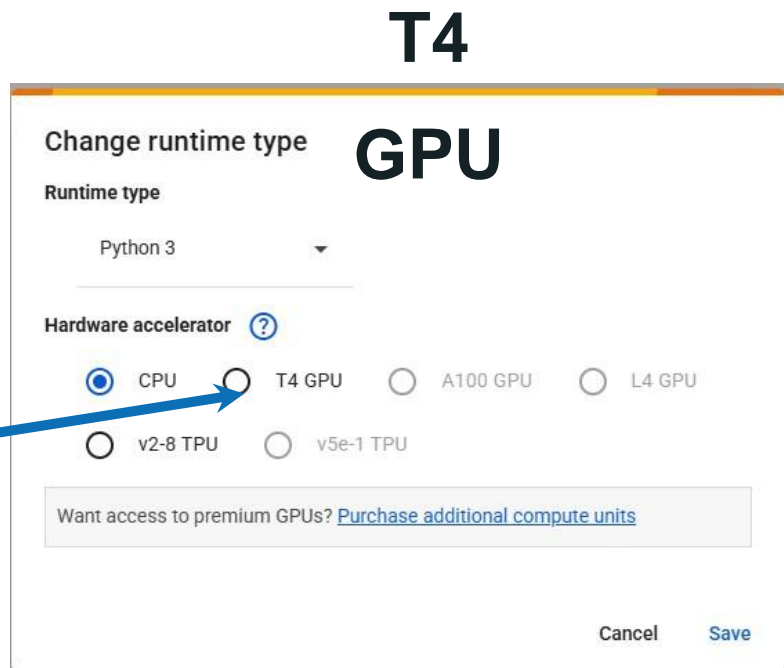 T4
GPU
Change runtime type
Runtime type
Python 3
Hardware accelerator ?
CPU T4 GPU A100 GPU L4 GPU
v2-8 TPU v5e-1 TPU
Want access to premium GPUs? Purchase additional compute units
Cancel Save